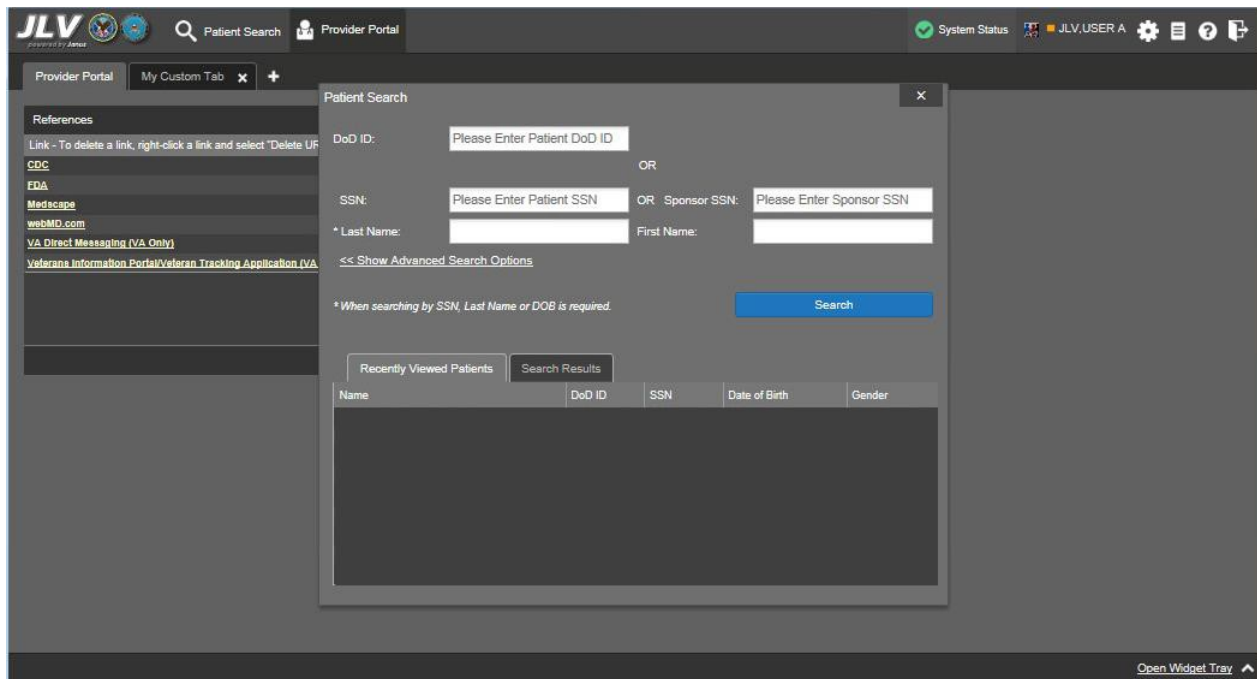 JLV Patient Search Provider Portal System Status JLV,USER A
powered by Janus
Provider Portal My Custom Tab x +
Patient Search x
References
DoD ID: Please Enter Patient DoD ID
Link - To delete a link, right-click a link and select "Delete UR
OR
CDC
FDA
Medscape
webMD.com
VA Direct Messaging (VA Only)
Veterans Information Portal/Veteran Tracking Application (VA
SSN: Please Enter Patient SSN OR Sponsor SSN: Please Enter Sponsor SSN
* Last Name: First Name:
<< Show Advanced Search Options
* When searching by SSN, Last Name or DOB is required. Search
Recently Viewed Patients Search Results
Name DoD ID SSN Date of Birth Gender
Open Widget Tray